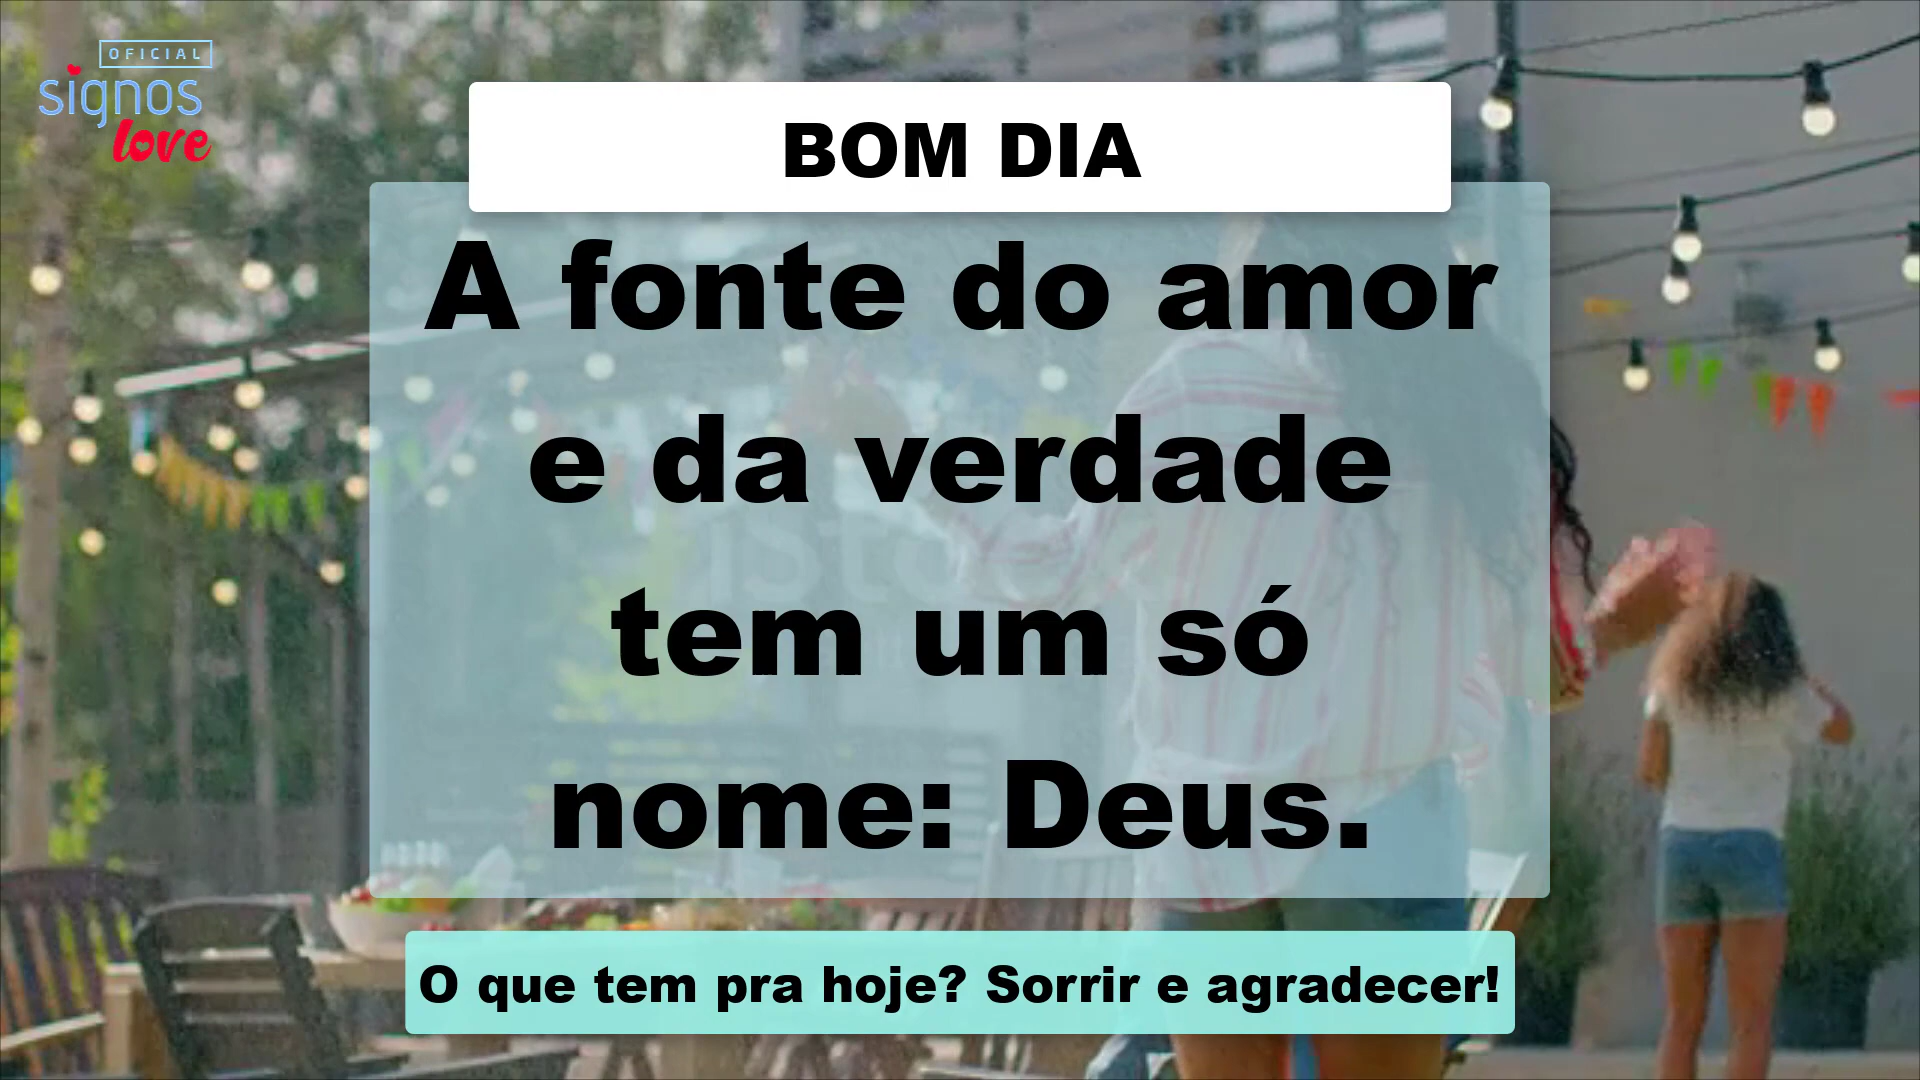 OFICIAL
signos
love
BOM DIA
A fonte do amor
e da verdade
tem um só
nome: Deus.
iStock
O que tem pra hoje? Sorrir e agradecer!